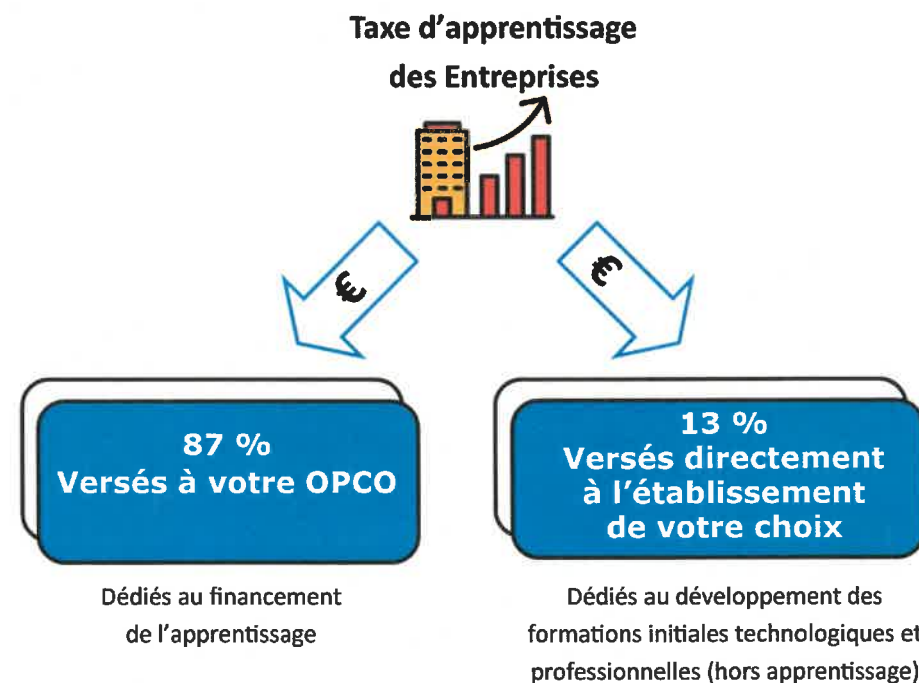 Taxe d'apprentissage
des Entreprises
€
€
87 %
Versés à votre OPCO
13 %
Versés directement
à l'établissement
de votre choix
Dédiés au financement
de l'apprentissage
Dédiés au développement des
formations initiales technologiques et
professionnelles (hors apprentissage)